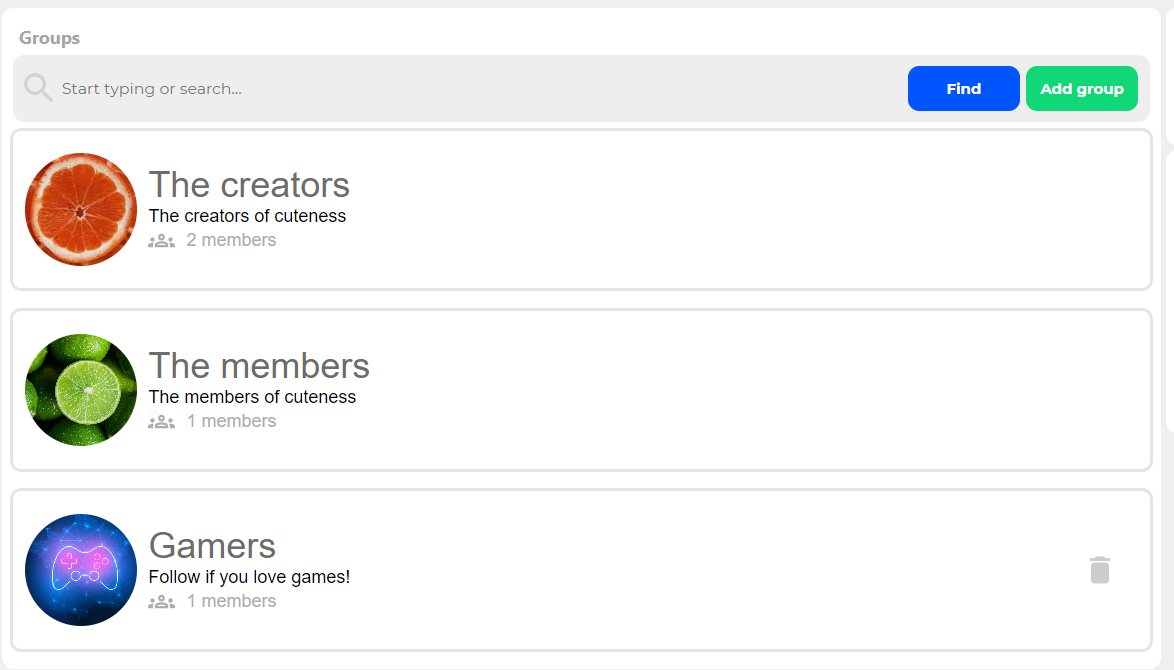 Groups
Start typing or search...
Find
Add group
The creators
The creators of cuteness
2 members
The members
The members of cuteness
1 members
Gamers
Follow if you love games!
1 members